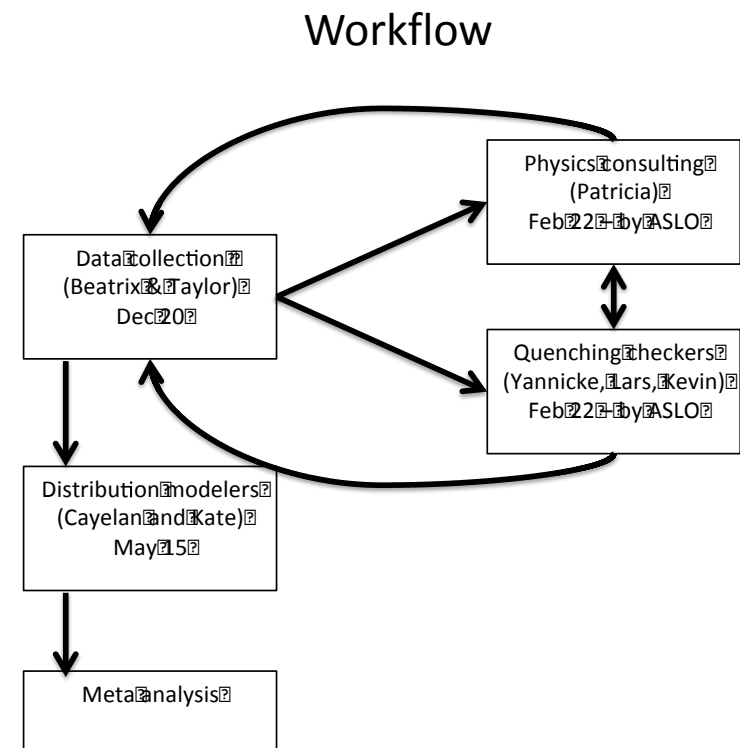 Workflow
Physics consulting
(Patricia)
Feb 22 – by ASLO
Data collection
(Beatrix & Taylor)
Dec 20
Quenching checkers
(Yannicke, Lars, Kevin)
Feb 22 – by ASLO
Distribution modelers
(Cayelan and Kate)
May 15
Meta analysis